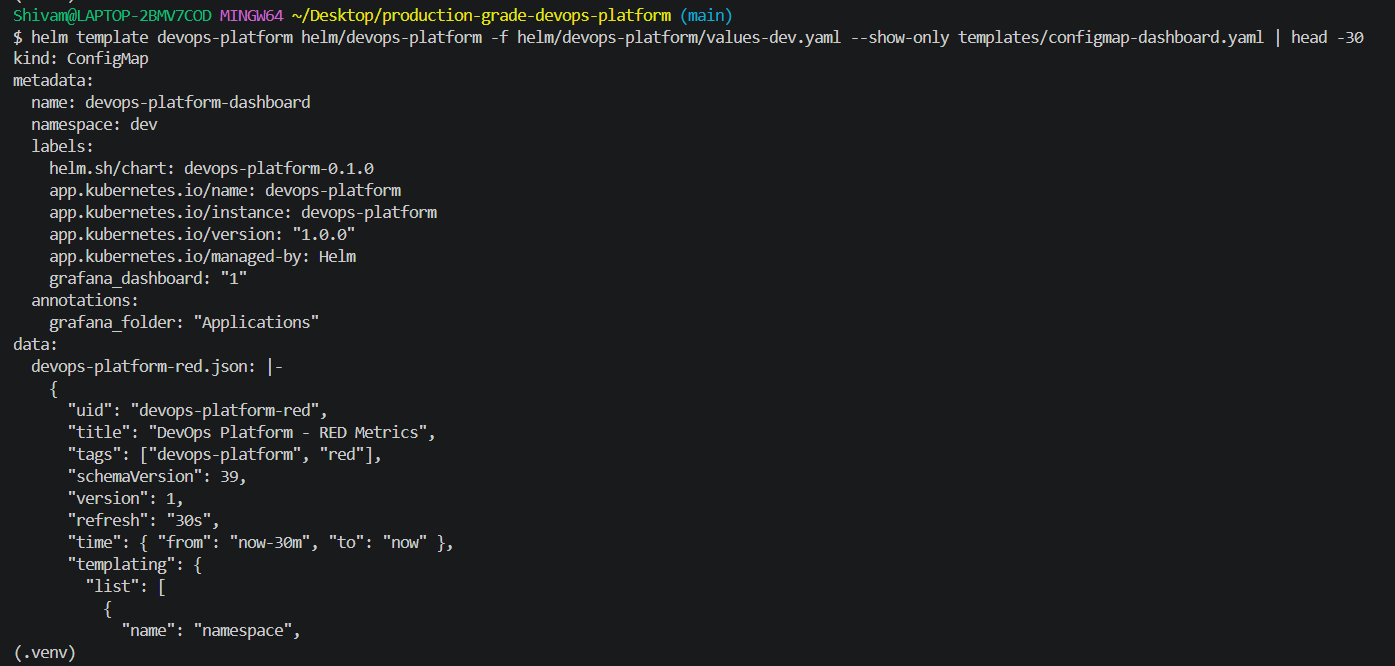 Shivam@LAPTOP-2BMV7COD MINGW64 ~/Desktop/production-grade-devops-platform (main)
$ helm template devops-platform helm/devops-platform -f helm/devops-platform/values-dev.yaml --show-only templates/configmap-dashboard.yaml | head -30
kind: ConfigMap
metadata:
  name: devops-platform-dashboard
  namespace: dev
  labels:
    helm.sh/chart: devops-platform-0.1.0
    app.kubernetes.io/name: devops-platform
    app.kubernetes.io/instance: devops-platform
    app.kubernetes.io/version: "1.0.0"
    app.kubernetes.io/managed-by: Helm
    grafana_dashboard: "1"
  annotations:
    grafana_folder: "Applications"
data:
  devops-platform-red.json: |-
    {
      "uid": "devops-platform-red",
      "title": "DevOps Platform - RED Metrics",
      "tags": ["devops-platform", "red"],
      "schemaVersion": 39,
      "version": 1,
      "refresh": "30s",
      "time": { "from": "now-30m", "to": "now" },
      "templating": {
        "list": [
          {
            "name": "namespace",
(.venv)